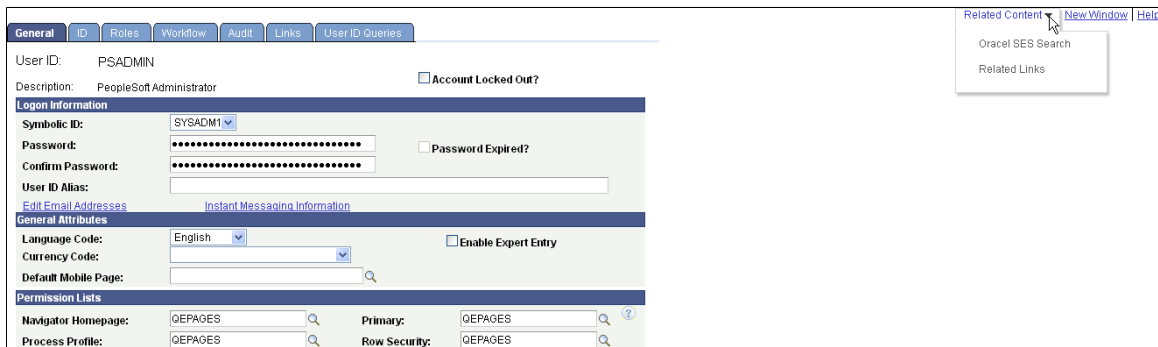 Related Content New Window | Help
General ID Roles Workflow Audit Links User ID Queries
Oracel SES Search
Related Links
User ID: PSADMIN
Account Locked Out?
Description: PeopleSoft Administrator
Logon Information
Symbolic ID: SYSADM1
Password: ••••••••••••••••••••••••••••••••
Password Expired?
Confirm Password: ••••••••••••••••••••••••••••••••
User ID Alias:
Edit Email Addresses Instant Messaging Information
General Attributes
Language Code: English Enable Expert Entry
Currency Code:
Default Mobile Page:
Permission Lists
Navigator Homepage: QEPAGES Primary: QEPAGES ?
Process Profile: QEPAGES Row Security: QEPAGES